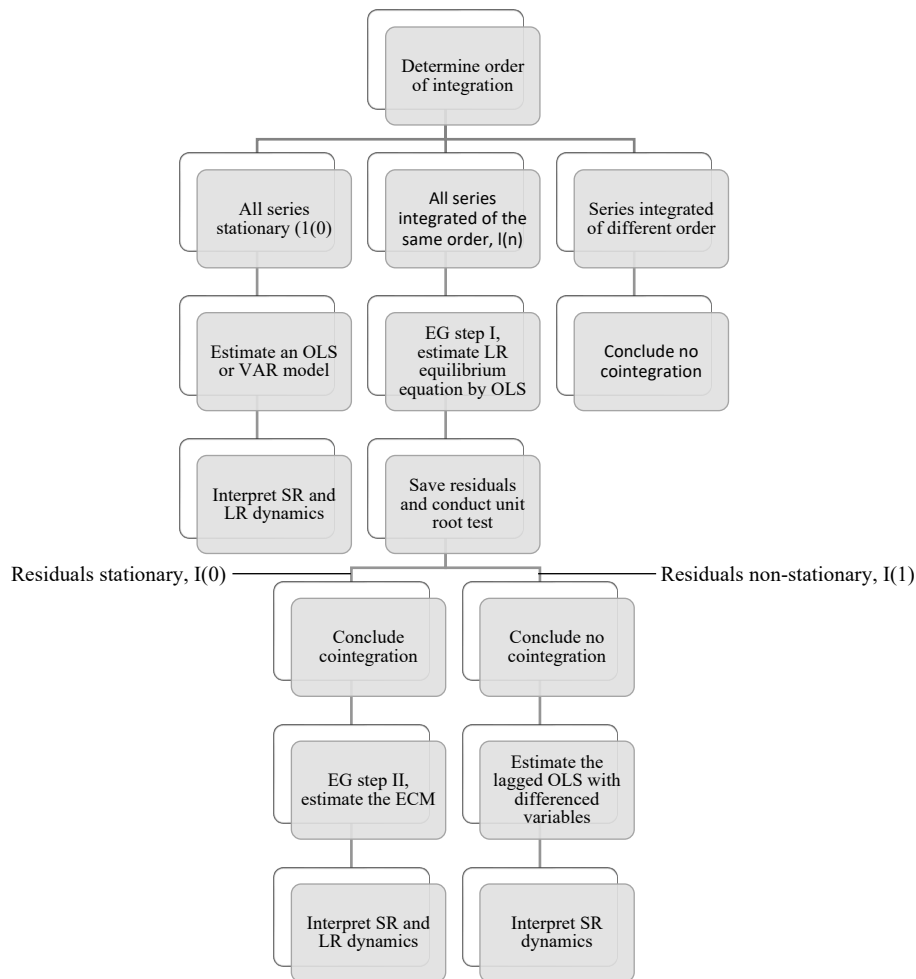 Determine order
of integration
All series
stationary (1(0)
All series
integrated of the
same order, I(n)
Series integrated
of different order
Estimate an OLS
or VAR model
EG step I,
estimate LR
equilibrium
equation by OLS
Conclude no
cointegration
Interpret SR and
LR dynamics
Save residuals
and conduct unit
root test
Residuals stationary, I(0)
Residuals non-stationary, I(1)
Conclude
cointegration
Conclude no
cointegration
EG step II,
estimate the ECM
Estimate the
lagged OLS with
differenced
variables
Interpret SR and
LR dynamics
Interpret SR
dynamics